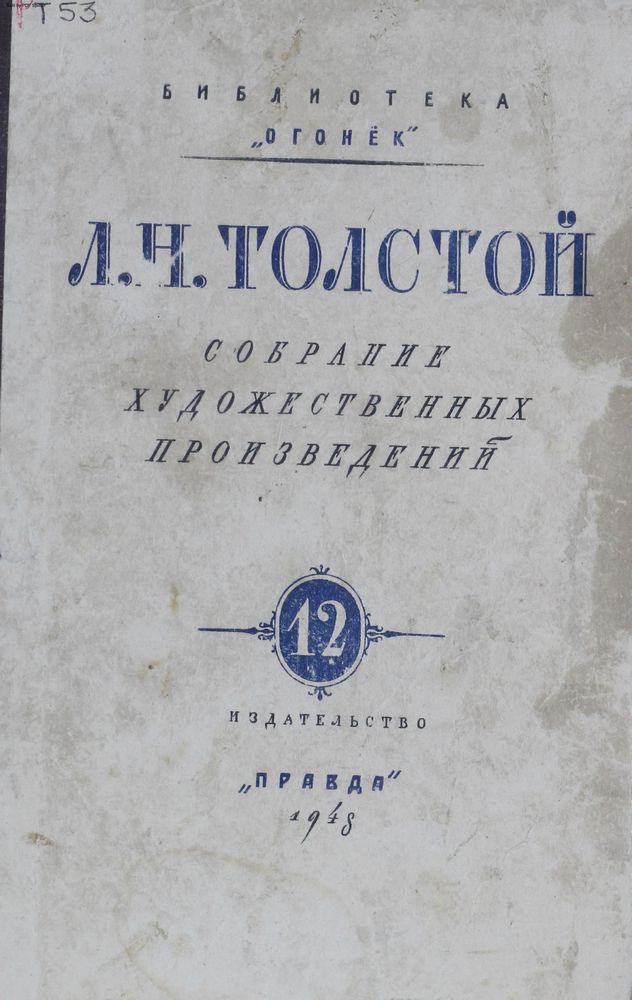 Т53
БИБЛИОТЕКА
„ОГОНЁК"
Л.Н.ТОЛСТОЙ
СОБРАНИЕ
ХУДОЖЕСТВЕННЫХ
ПРОИЗВЕДЕНИЙ
12
ИЗДАТЕЛЬСТВО
„ПРАВДА"
1948